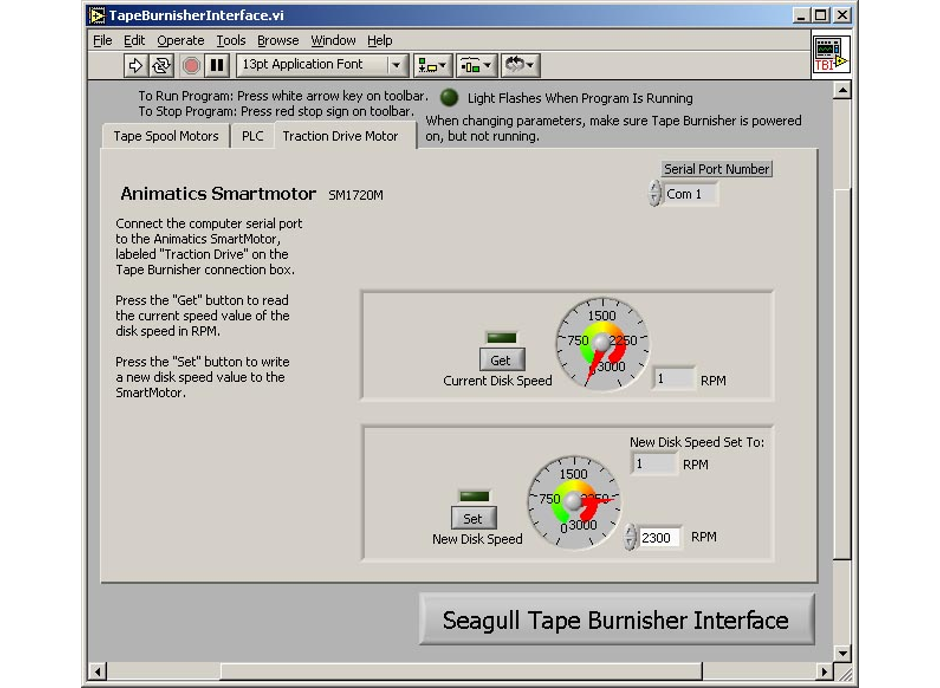 TapeBurnisherInterface.vi
File Edit Operate Tools Browse Window Help
13pt Application Font
TBI
To Run Program: Press white arrow key on toolbar.
To Stop Program: Press red stop sign on toolbar.
Light Flashes When Program Is Running
When changing parameters, make sure Tape Burnisher is powered
on, but not running.
Tape Spool Motors PLC Traction Drive Motor
Serial Port Number
Com 1
Animatics Smartmotor SM1720M
Connect the computer serial port
to the Animatics SmartMotor,
labeled "Traction Drive" on the
Tape Burnisher connection box.
Press the "Get" button to read
the current speed value of the
disk speed in RPM.
Press the "Set" button to write
a new disk speed value to the
SmartMotor.
1500
750 2250
0 3000
Get
Current Disk Speed
1 RPM
New Disk Speed Set To:
1 RPM
1500
750 2250
0 3000
Set
New Disk Speed
2300 RPM
Seagull Tape Burnisher Interface